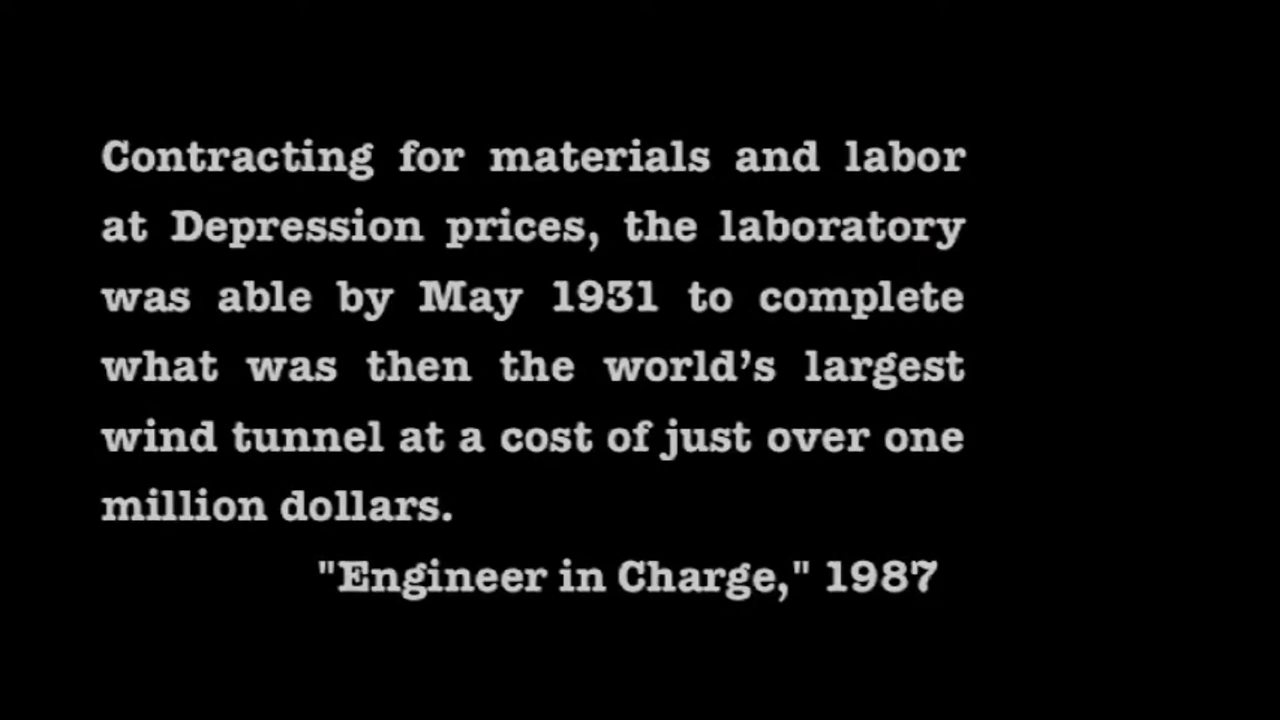 Contracting for materials and labor
at Depression prices, the laboratory
was able by May 1931 to complete
what was then the world’s largest
wind tunnel at a cost of just over one
million dollars.
"Engineer in Charge," 1987